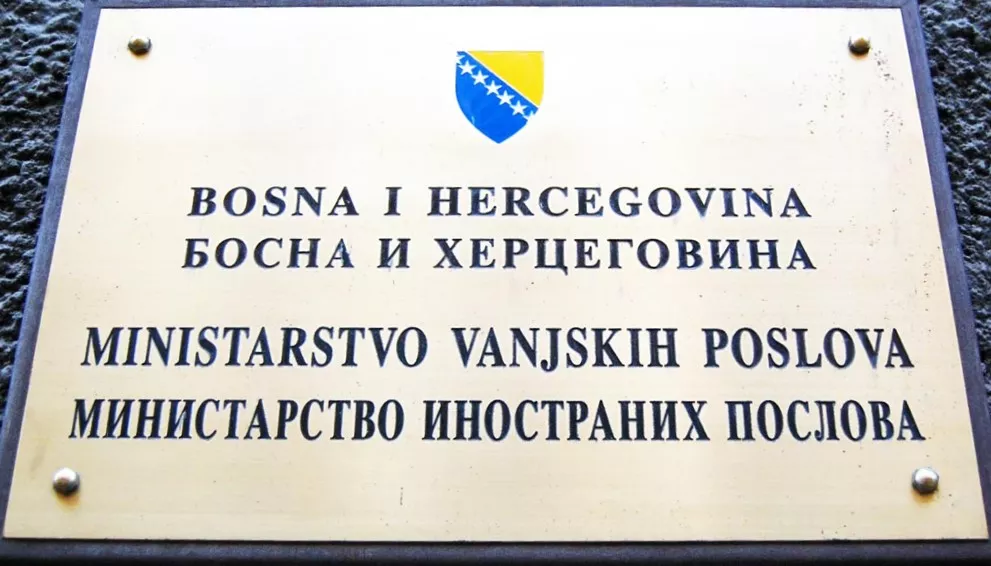 BOSNA I HERCEGOVINA
БОСНА И ХЕРЦЕГОВИНА
MINISTARSTVO VANJSKIH POSLOVA
МИНИСТАРСТВО ИНОСТРАНИХ ПОСЛОВА